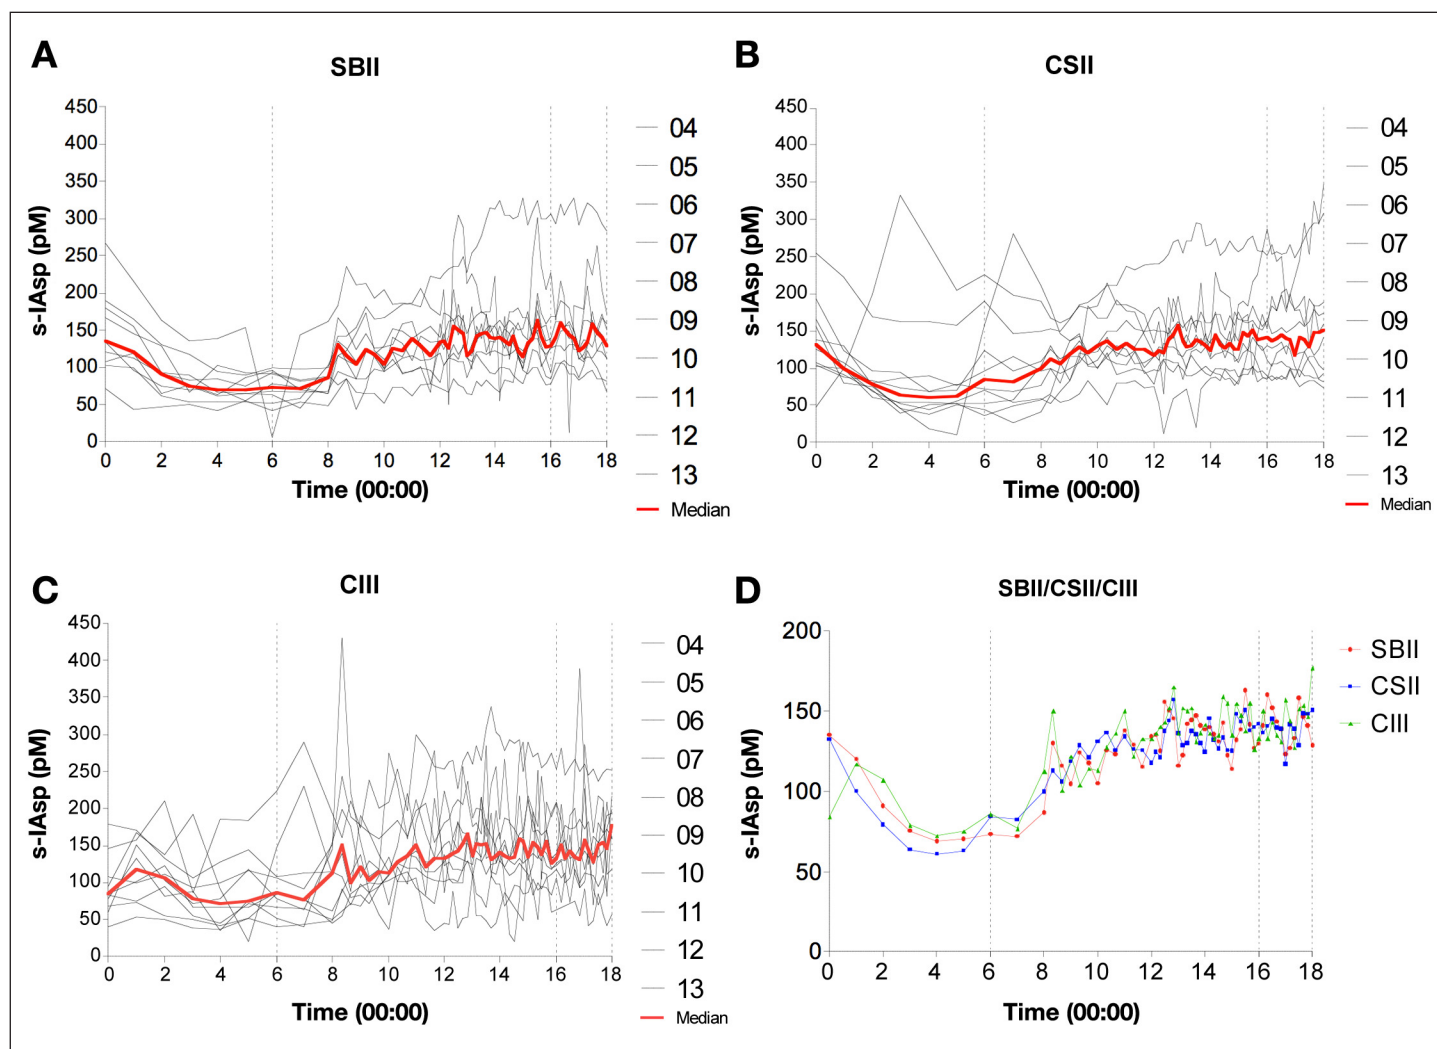 A
SBII
s-IAsp (pM)
450
400
350
300
250
200
150
100
50
0
0 2 4 6 8 10 12 14 16 18
Time (00:00)
04
05
06
07
08
09
10
11
12
13
Median
B
CSII
s-IAsp (pM)
450
400
350
300
250
200
150
100
50
0
0 2 4 6 8 10 12 14 16 18
Time (00:00)
04
05
06
07
08
09
10
11
12
13
Median
C
CIII
s-IAsp (pM)
450
400
350
300
250
200
150
100
50
0
0 2 4 6 8 10 12 14 16 18
Time (00:00)
04
05
06
07
08
09
10
11
12
13
Median
D
SBII/CSII/CIII
s-IAsp (pM)
200
150
100
50
0
0 2 4 6 8 10 12 14 16 18
Time (00:00)
SBII
CSII
CIII